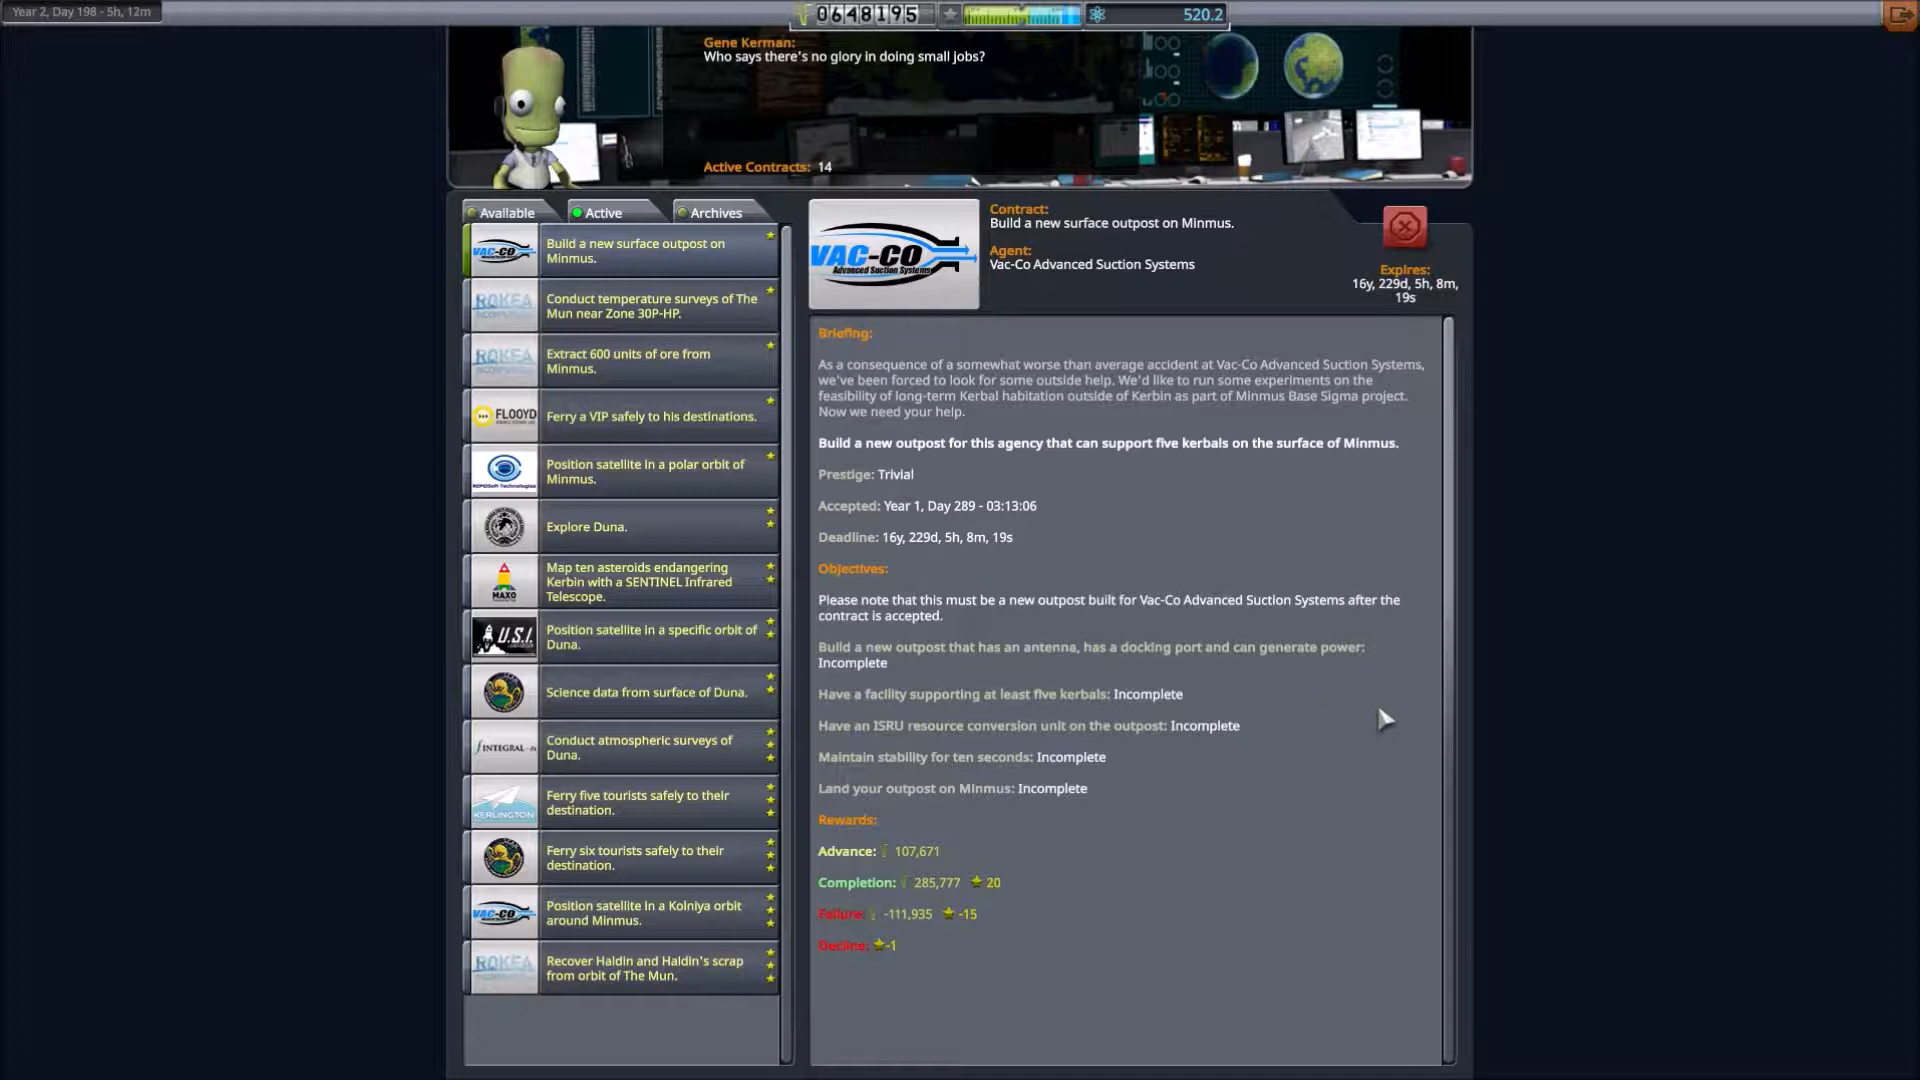 Year 2, Day 198 - 5h, 12m
0648195
520.2
Gene Kerman:
Who says there's no glory in doing small jobs?
Active Contracts: 14
Available
Active
Archives
VAC-CO
Build a new surface outpost on
Minmus.
ROKEA
Conduct temperature surveys of The
Mun near Zone 30P-HP.
ROKEA
Extract 600 units of ore from
Minmus.
FLOOYD
Ferry a VIP safely to his destinations.
Position satellite in a polar orbit of
Minmus.
Explore Duna.
MAXO
Map ten asteroids endangering
Kerbin with a SENTINEL Infrared
Telescope.
U.S.I.
Position satellite in a specific orbit of
Duna.
Science data from surface of Duna.
INTEGRAL
Conduct atmospheric surveys of
Duna.
KERLINGTON
Ferry five tourists safely to their
destination.
Ferry six tourists safely to their
destination.
VAC-CO
Position satellite in a Kolniya orbit
around Minmus.
ROKEA
Recover Haldin and Haldin's scrap
from orbit of The Mun.
VAC-CO
Advanced Suction Systems
Contract:
Build a new surface outpost on Minmus.
Agent:
Vac-Co Advanced Suction Systems
Expires:
16y, 229d, 5h, 8m,
19s
Briefing:
As a consequence of a somewhat worse than average accident at Vac-Co Advanced Suction Systems,
we've been forced to look for some outside help. We'd like to run some experiments on the
feasibility of long-term Kerbal habitation outside of Kerbin as part of Minmus Base Sigma project.
Now we need your help.
Build a new outpost for this agency that can support five kerbals on the surface of Minmus.
Prestige: Trivial
Accepted: Year 1, Day 289 - 03:13:06
Deadline: 16y, 229d, 5h, 8m, 19s
Objectives:
Please note that this must be a new outpost built for Vac-Co Advanced Suction Systems after the
contract is accepted.
Build a new outpost that has an antenna, has a docking port and can generate power:
Incomplete
Have a facility supporting at least five kerbals: Incomplete
Have an ISRU resource conversion unit on the outpost: Incomplete
Maintain stability for ten seconds: Incomplete
Land your outpost on Minmus: Incomplete
Rewards:
Advance: 107,671
Completion: 285,777 20
Failure: -111,935 -15
Decline: -1